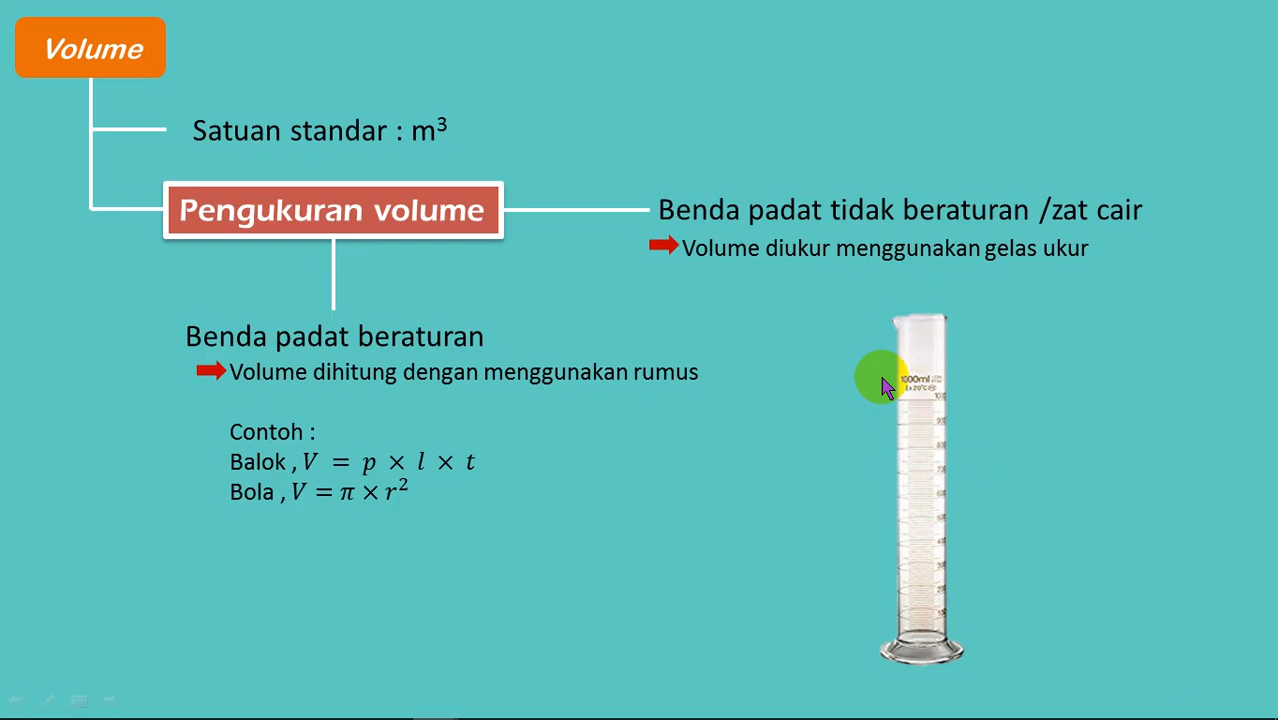 Volume
Satuan standar : m³
Pengukuran volume
Benda padat tidak beraturan /zat cair
Volume diukur menggunakan gelas ukur
Benda padat beraturan
Volume dihitung dengan menggunakan rumus
Contoh :
Balok , V = p × l × t
Bola , V = π × r²
1000ml